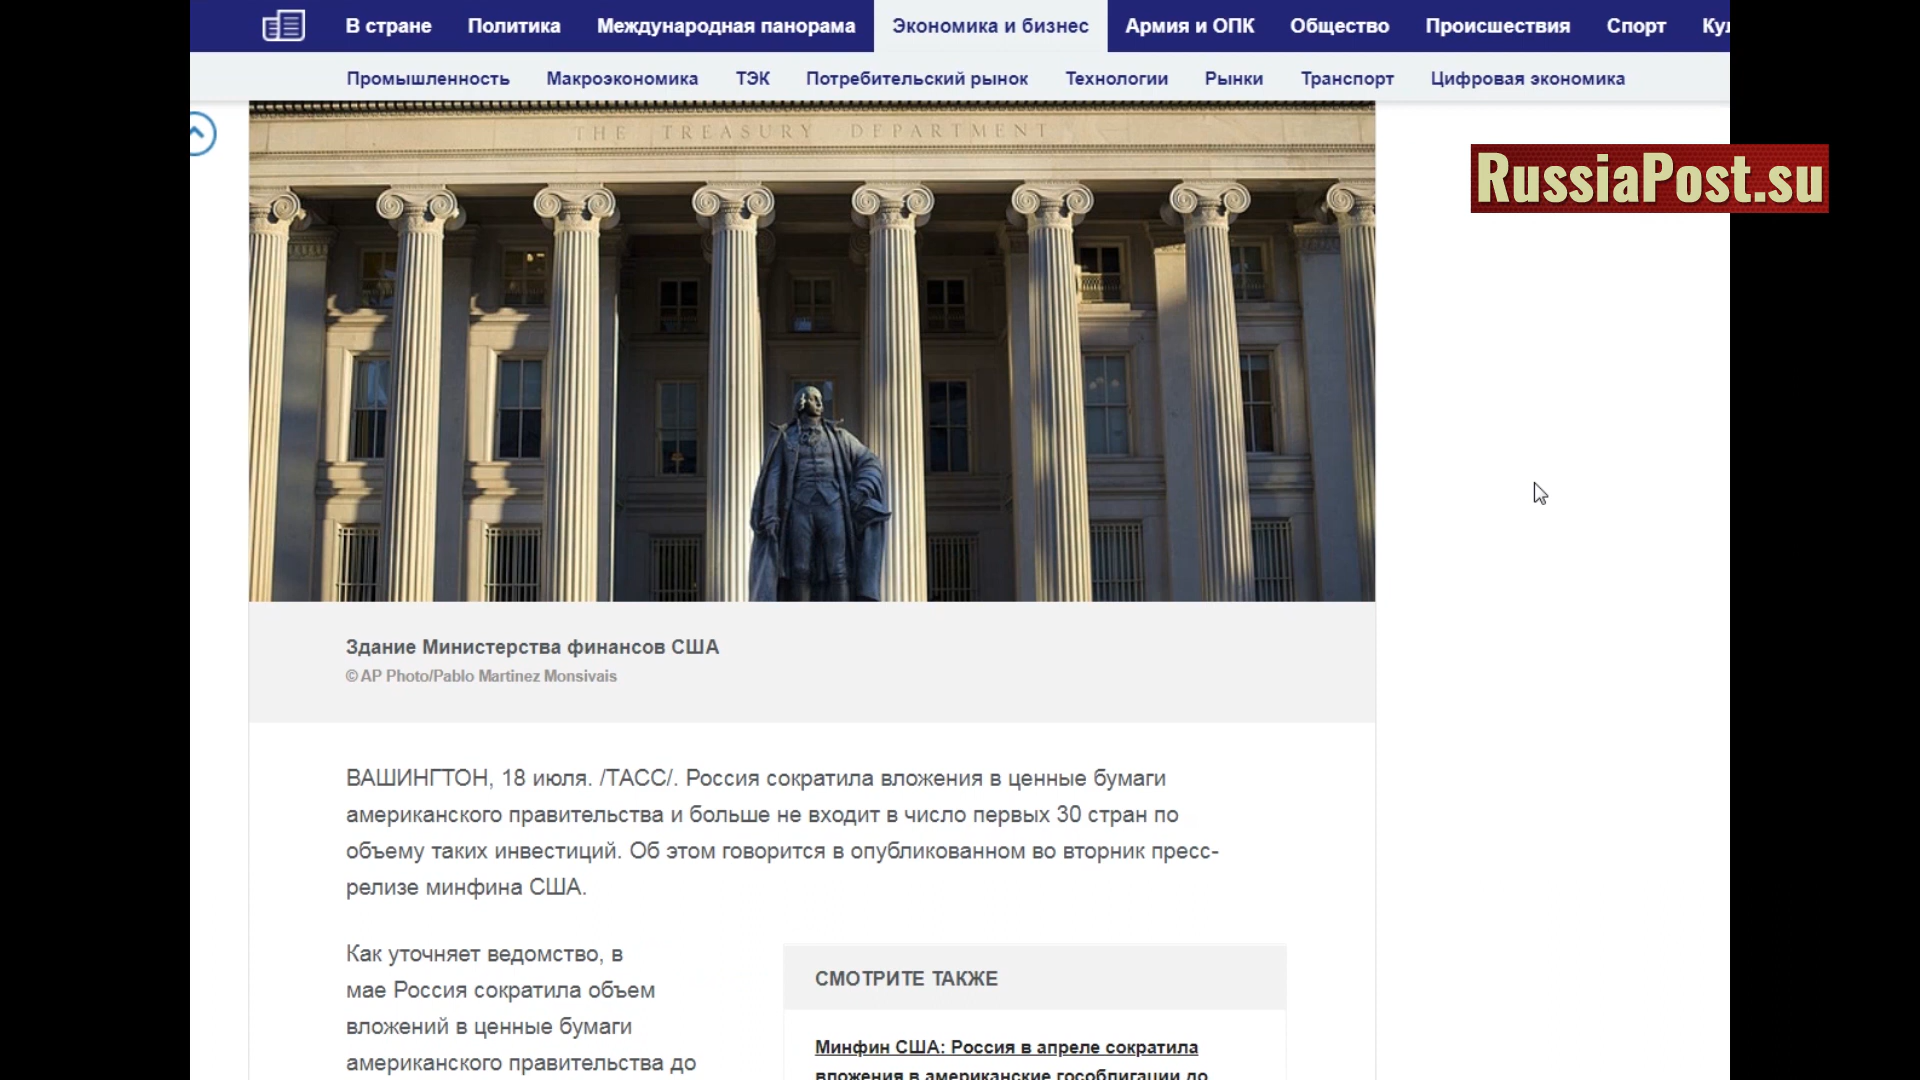 В стране Политика Международная панорама Экономика и бизнес Армия и ОПК Общество Происшествия Спорт
Промышленность Макроэкономика ТЭК Потребительский рынок Технологии Рынки Транспорт Цифровая экономика
THE TREASURY DEPARTMENT
RussiaPost.su
Здание Министерства финансов США
© AP Photo/Pablo Martinez Monsivais
ВАШИНГТОН, 18 июля. /ТАСС/. Россия сократила вложения в ценные бумаги
американского правительства и больше не входит в число первых 30 стран по
объему таких инвестиций. Об этом говорится в опубликованном во вторник пресс-
релизе минфина США.
Как уточняет ведомство, в
мае Россия сократила объем
вложений в ценные бумаги
американского правительства до
СМОТРИТЕ ТАКЖЕ
Минфин США: Россия в апреле сократила
вложения в американские гособлигации до